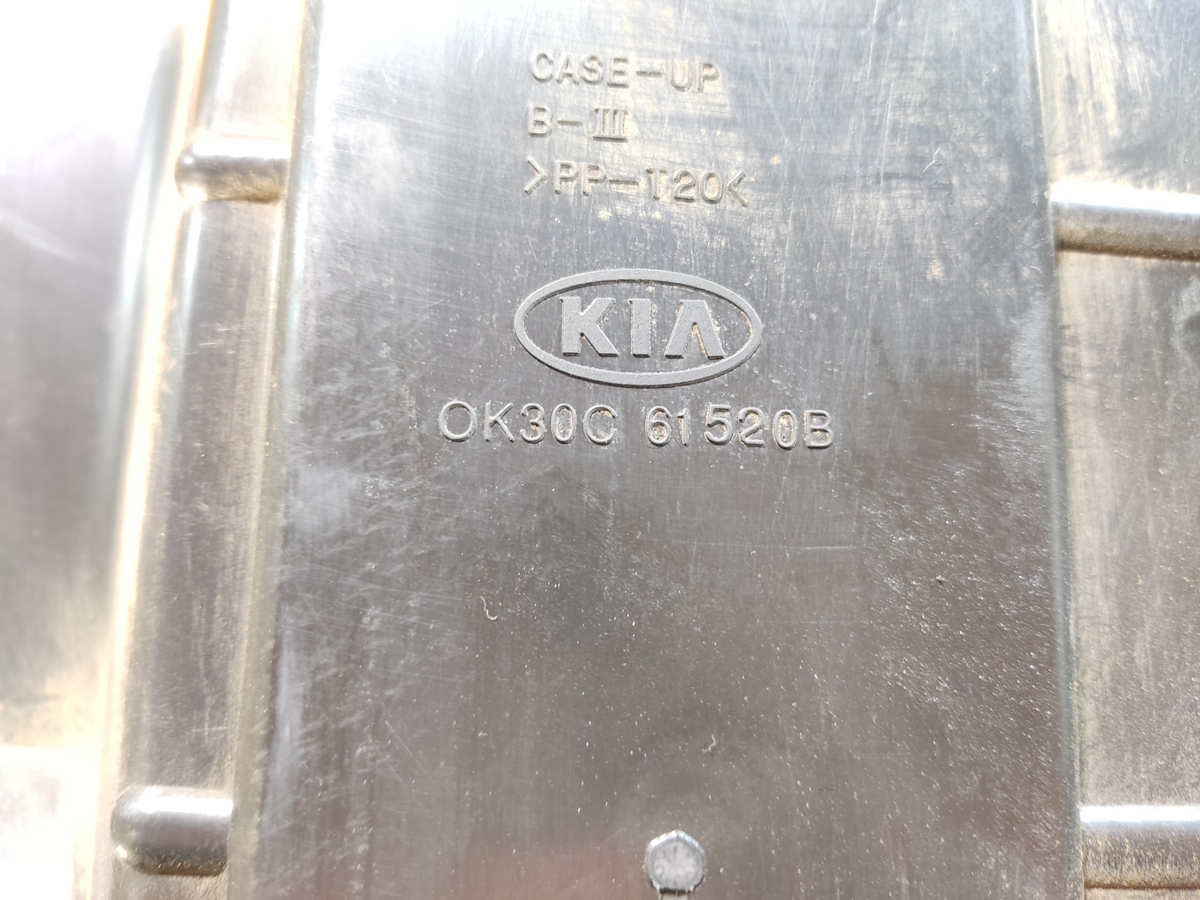 CASE-UP
B-III
>PP-T20<
KIA
OK30C 61520B